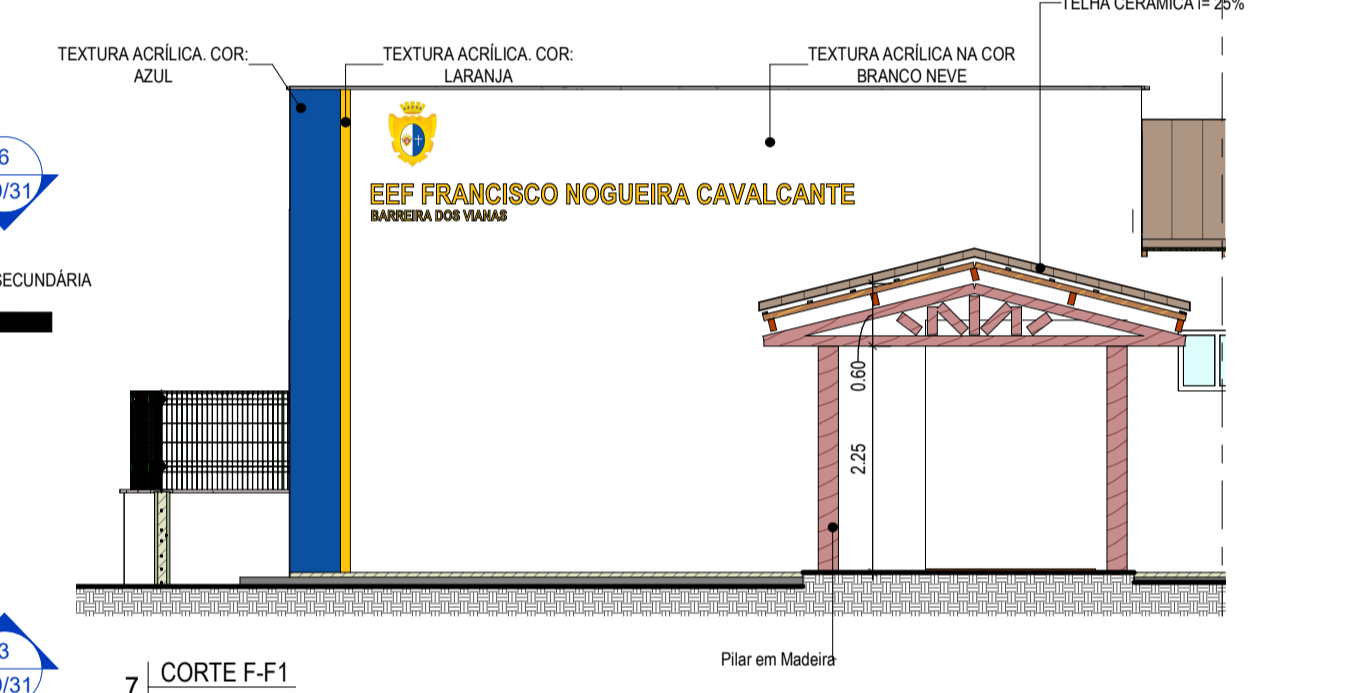 TELHA CERÂMICA i= 25%
TEXTURA ACRÍLICA. COR:
AZUL
TEXTURA ACRÍLICA. COR:
LARANJA
TEXTURA ACRÍLICA NA COR
BRANCO NEVE
6
/31
EEF FRANCISCO NOGUEIRA CAVALCANTE
BARREIRA DOS VIANAS
SECUNDÁRIA
0.60
2.25
3
/31
Pilar em Madeira
7
CORTE F-F1